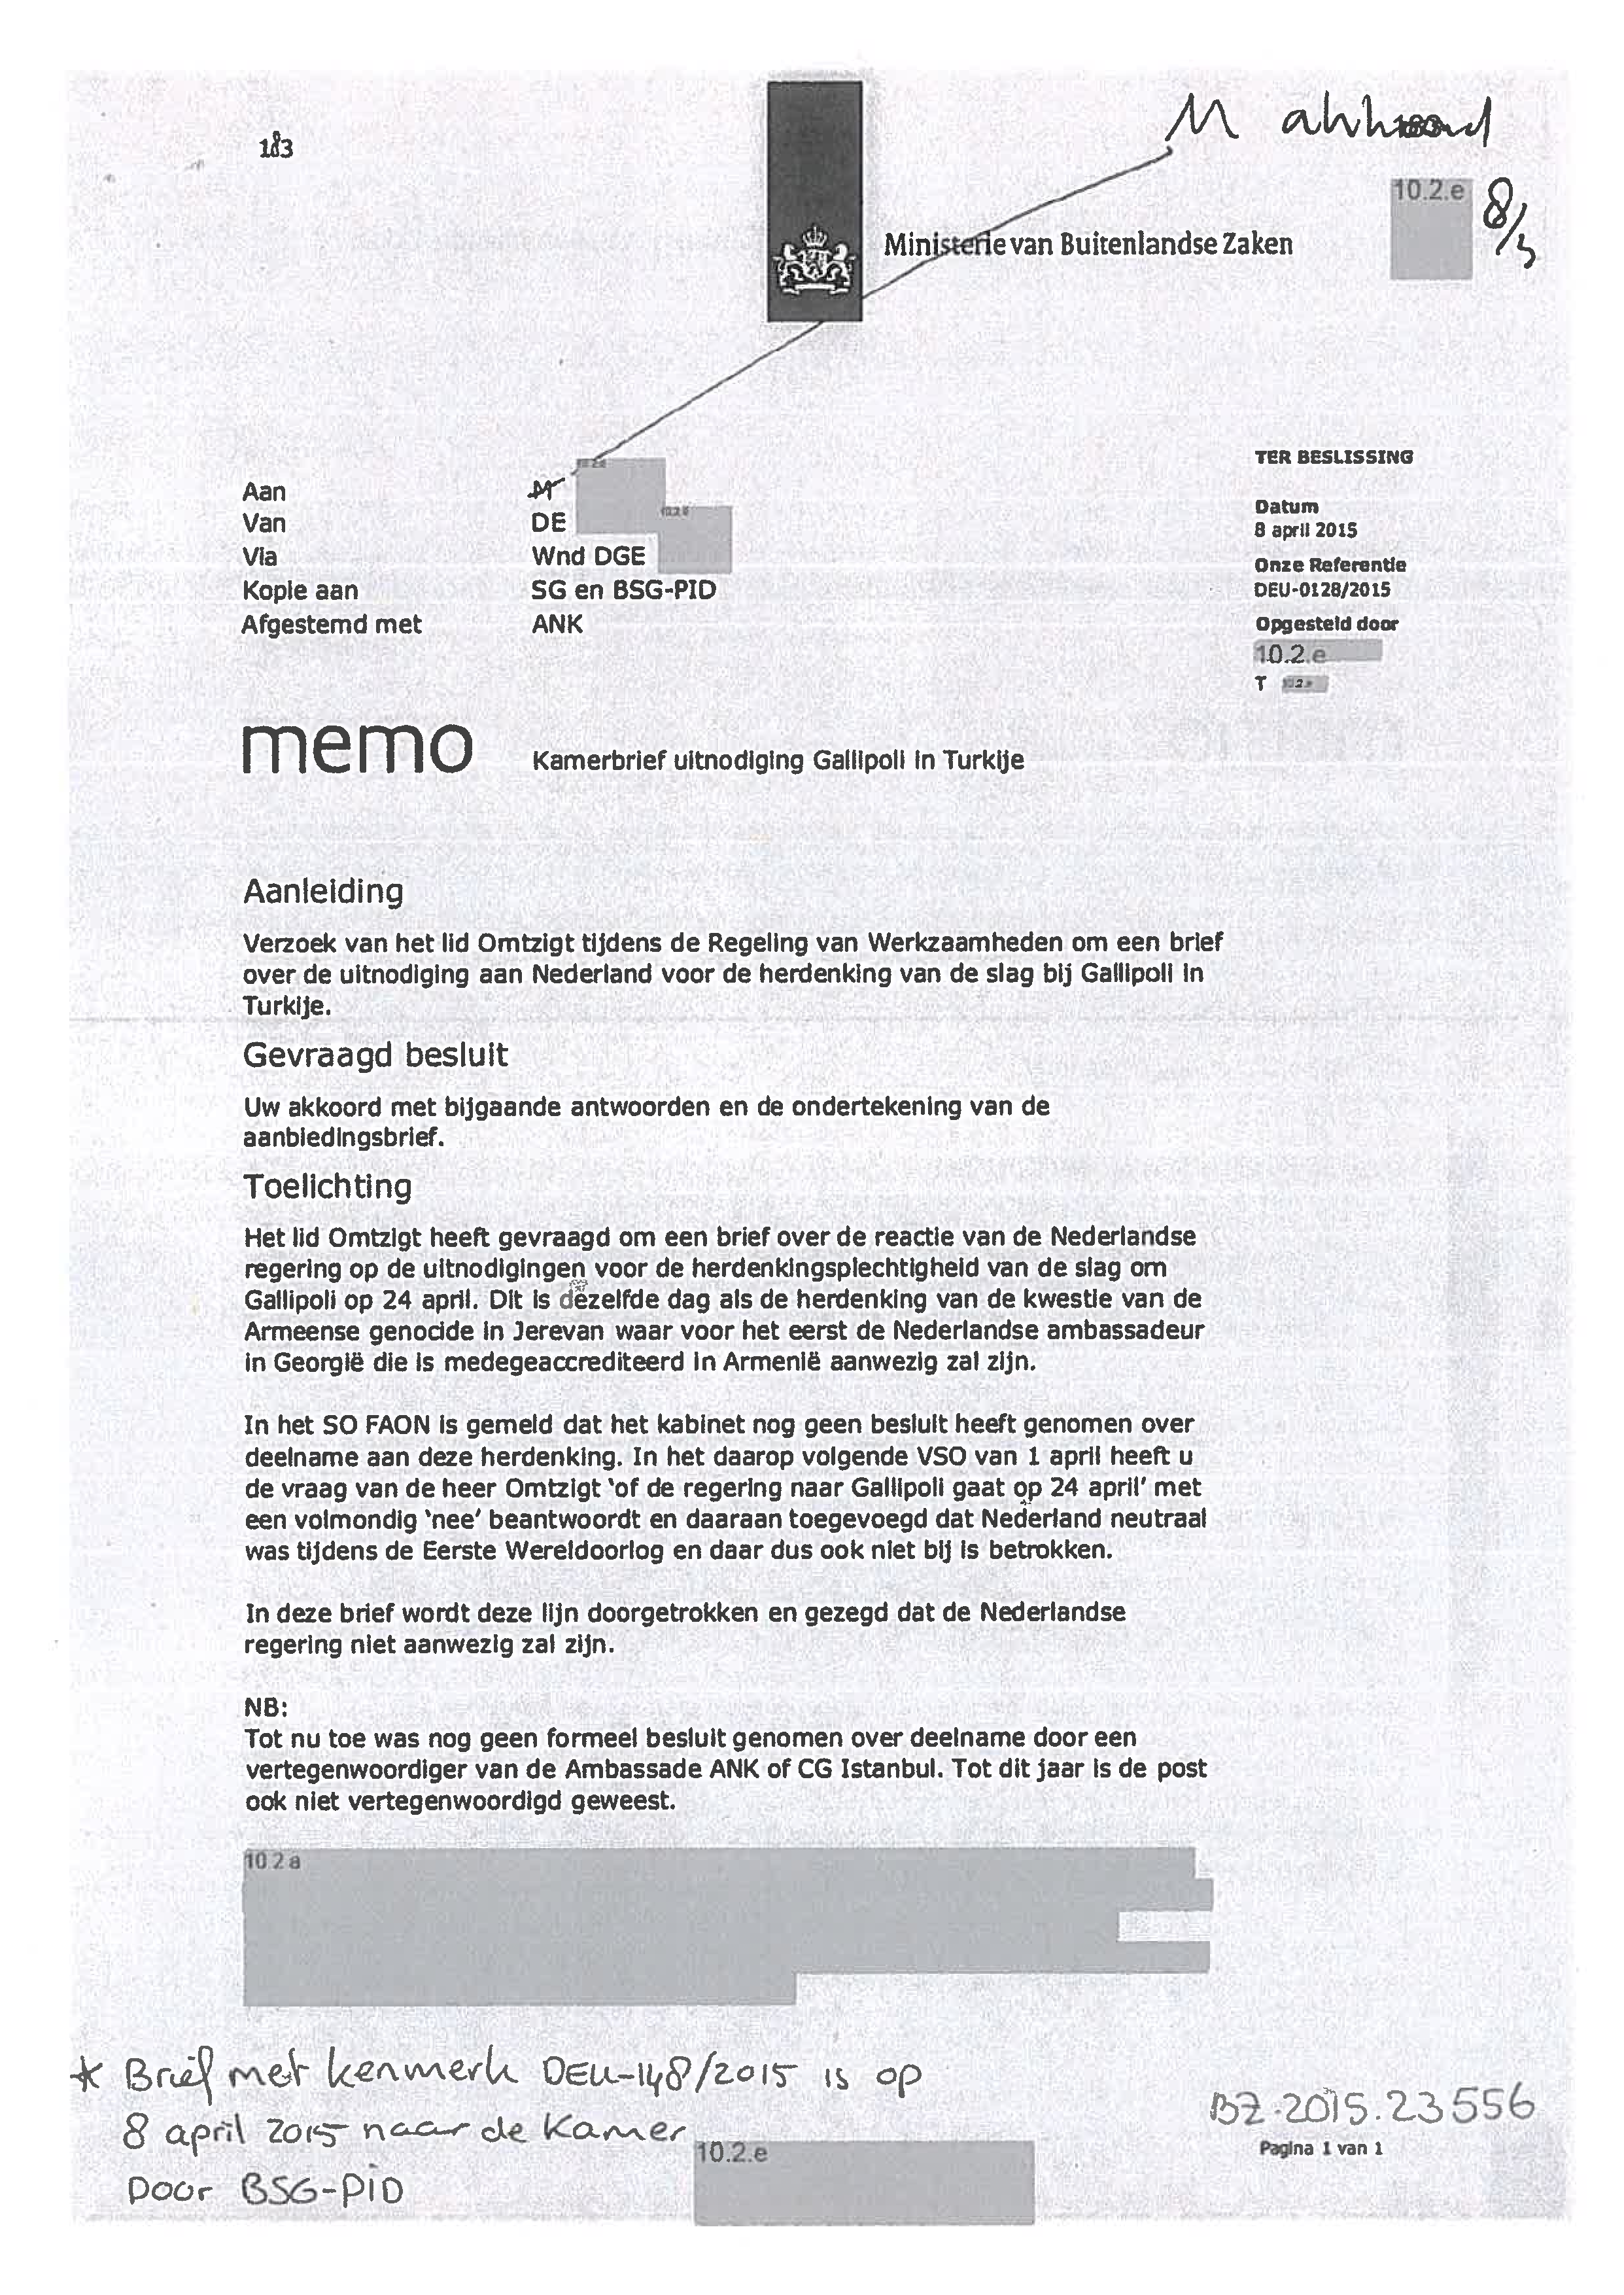 183
M akkoord
10.2.e
8/5
Ministerie van Buitenlandse Zaken
TER BESLISSING
Aan M 10.2.e
Van DE 10.2.e
Via Wnd DGE
Kopie aan SG en BSG-PID
Afgestemd met ANK
Datum
8 april 2015
Onze Referentie
DEU-0128/2015
Opgesteld door
10.2.e
T 10.2.e
memo Kamerbrief uitnodiging Gallipoli in Turkije
Aanleiding
Verzoek van het lid Omtzigt tijdens de Regeling van Werkzaamheden om een brief
over de uitnodiging aan Nederland voor de herdenking van de slag bij Gallipoli in
Turkije.
Gevraagd besluit
Uw akkoord met bijgaande antwoorden en de ondertekening van de
aanbiedingsbrief.
Toelichting
Het lid Omtzigt heeft gevraagd om een brief over de reactie van de Nederlandse
regering op de uitnodigingen voor de herdenkingsplechtigheid van de slag om
Gallipoli op 24 april. Dit is dezelfde dag als de herdenking van de kwestie van de
Armeense genocide in Jerevan waar voor het eerst de Nederlandse ambassadeur
in Georgië die is medegeaccrediteerd in Armenië aanwezig zal zijn.
In het SO FAON is gemeld dat het kabinet nog geen besluit heeft genomen over
deelname aan deze herdenking. In het daarop volgende VSO van 1 april heeft u
de vraag van de heer Omtzigt 'of de regering naar Gallipoli gaat op 24 april' met
een volmondig 'nee' beantwoordt en daaraan toegevoegd dat Nederland neutraal
was tijdens de Eerste Wereldoorlog en daar dus ook niet bij is betrokken.
In deze brief wordt deze lijn doorgetrokken en gezegd dat de Nederlandse
regering niet aanwezig zal zijn.
NB:
Tot nu toe was nog geen formeel besluit genomen over deelname door een
vertegenwoordiger van de Ambassade ANK of CG Istanbul. Tot dit jaar is de post
ook niet vertegenwoordigd geweest.
10 2 a
* Brief met kenmerk DEU-148/2015 is op
8 april 2015 naar de Kamer
Door BSG-PID
10.2.e
BZ-2015.23556
Pagina 1 van 1